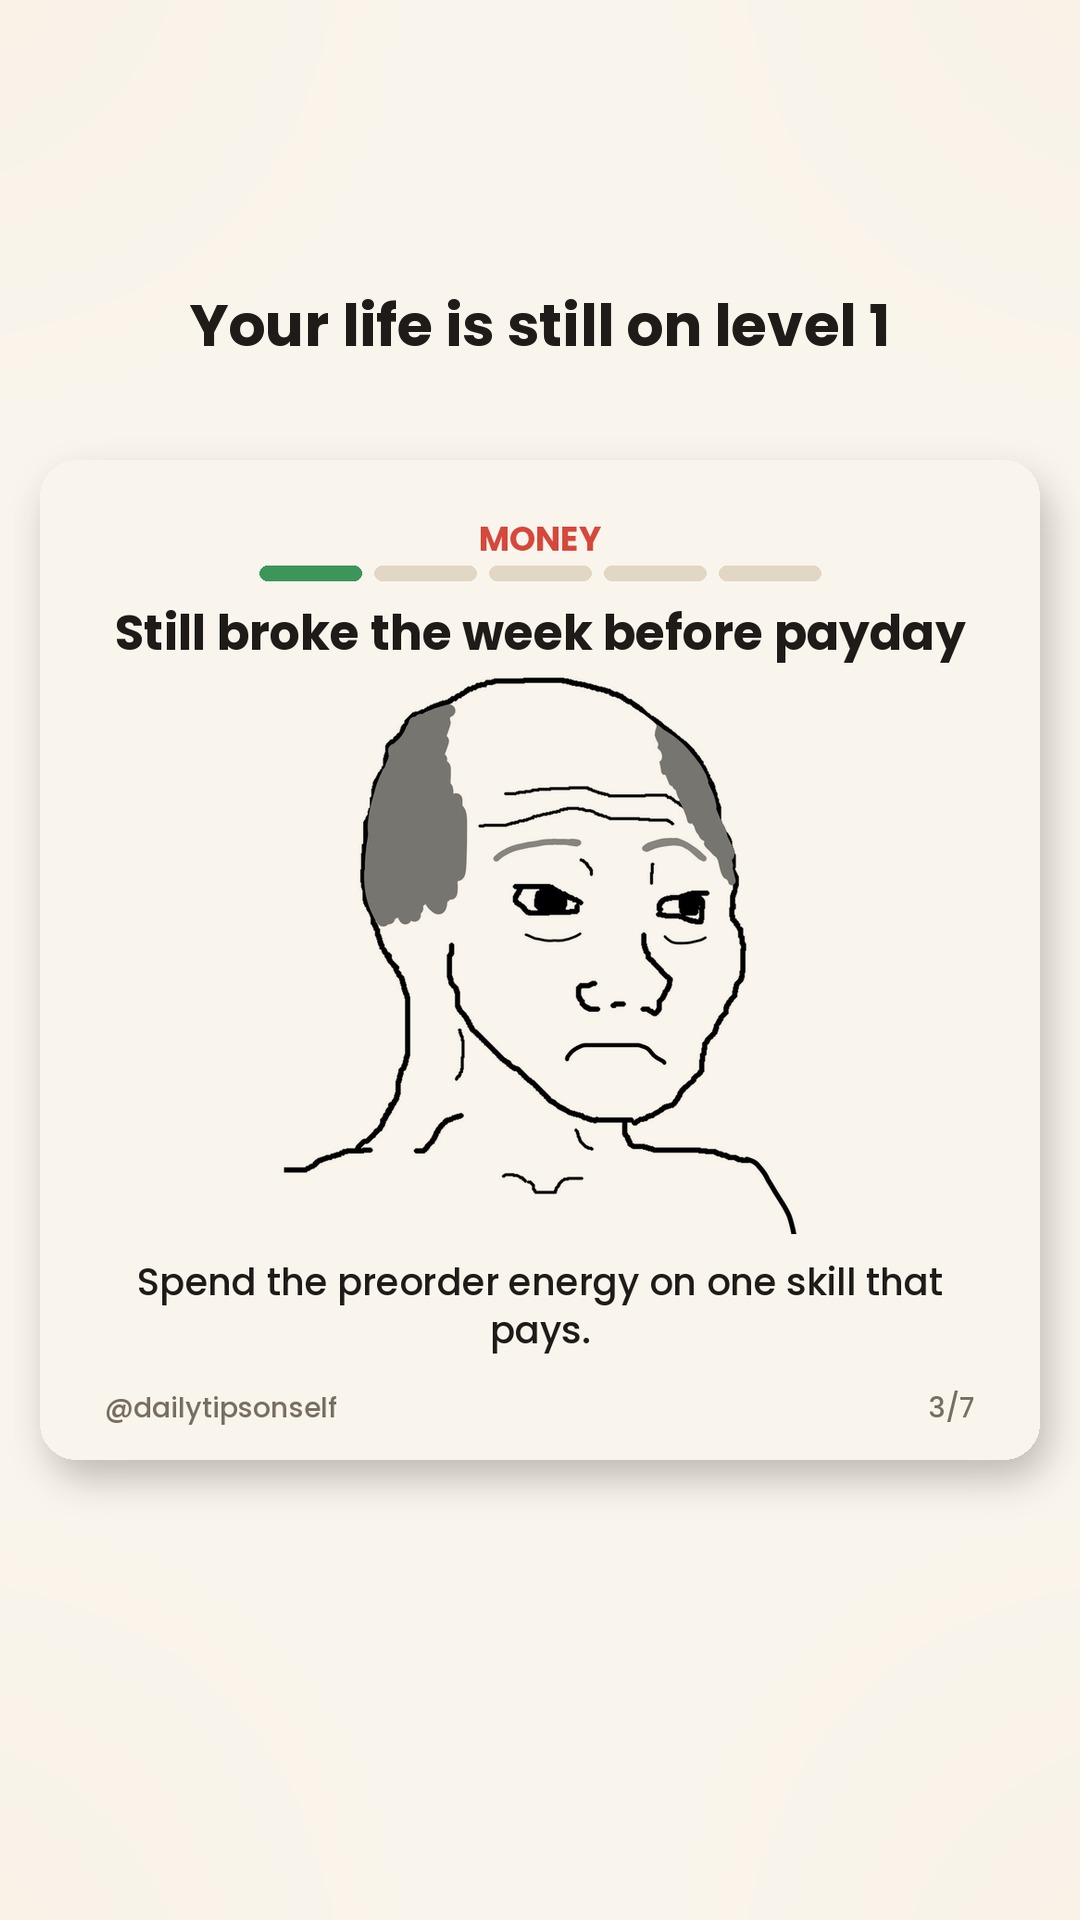 Your life is still on level 1
MONEY
Still broke the week before payday
Spend the preorder energy on one skill that
pays.
@dailytipsonself
3/7